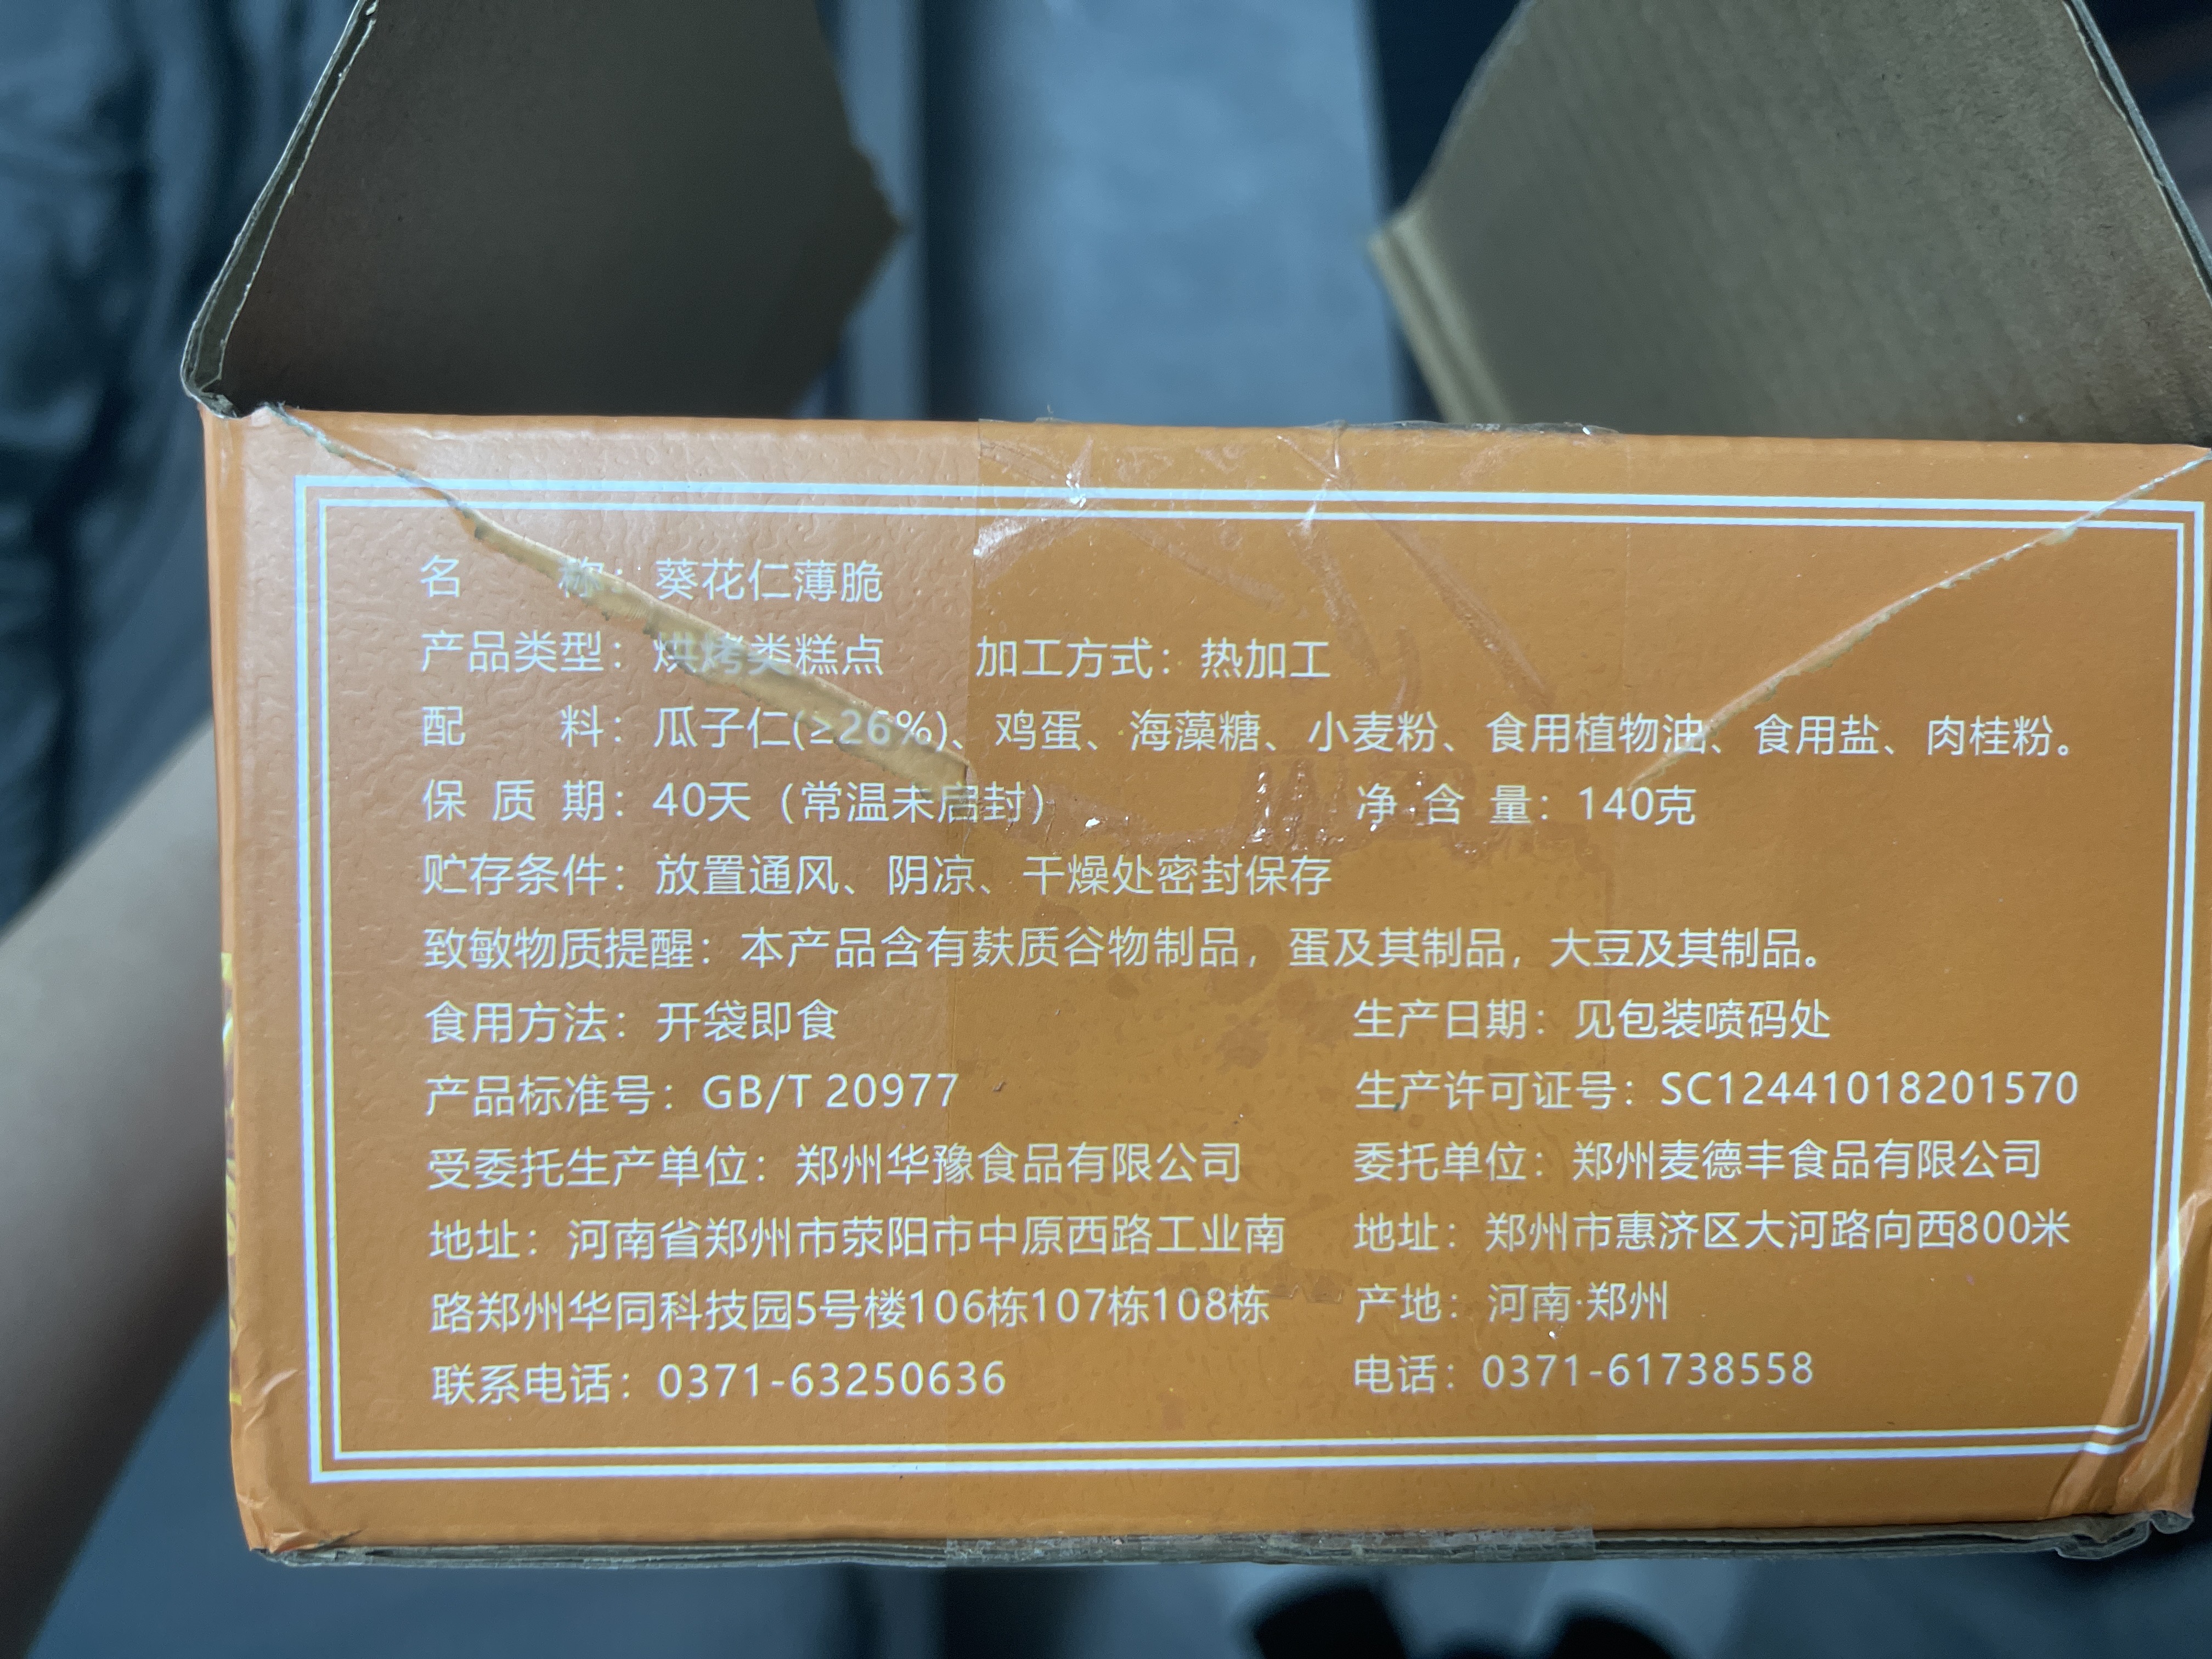 名 称：葵花仁薄脆
产品类型：烘烤类糕点 加工方式：热加工
配 料：瓜子仁(≥26%)、鸡蛋、海藻糖、小麦粉、食用植物油、食用盐、肉桂粉。
保 质 期：40天（常温未启封） 净 含 量：140克
贮存条件：放置通风、阴凉、干燥处密封保存
致敏物质提醒：本产品含有麸质谷物制品，蛋及其制品，大豆及其制品。
食用方法：开袋即食 生产日期：见包装喷码处
产品标准号：GB/T 20977 生产许可证号：SC12441018201570
受委托生产单位：郑州华豫食品有限公司 委托单位：郑州麦德丰食品有限公司
地址：河南省郑州市荥阳市中原西路工业南 地址：郑州市惠济区大河路向西800米
路郑州华同科技园5号楼106栋107栋108栋 产地：河南·郑州
联系电话：0371-63250636 电话：0371-61738558